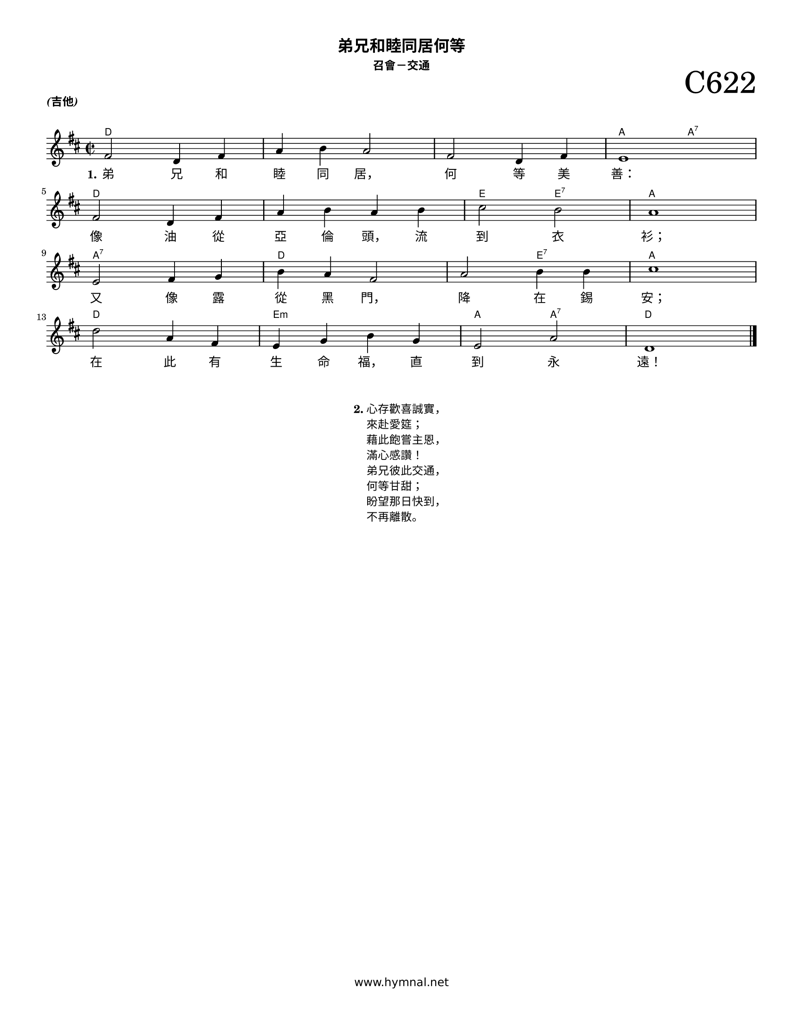 弟兄和睦同居何等
召會－交通
C622
(吉他)
D A A7
1. 弟 兄 和 睦 同 居， 何 等 美 善：
5 D E E7 A
像 油 從 亞 倫 頭， 流 到 衣 衫；
9 A7 D E7 A
又 像 露 從 黑 門， 降 在 錫 安；
13 D Em A A7 D
在 此 有 生 命 福， 直 到 永 遠！
2. 心存歡喜誠實，
來赴愛筵；
藉此飽嘗主恩，
滿心感讚！
弟兄彼此交通，
何等甘甜；
盼望那日快到，
不再離散。
www.hymnal.net